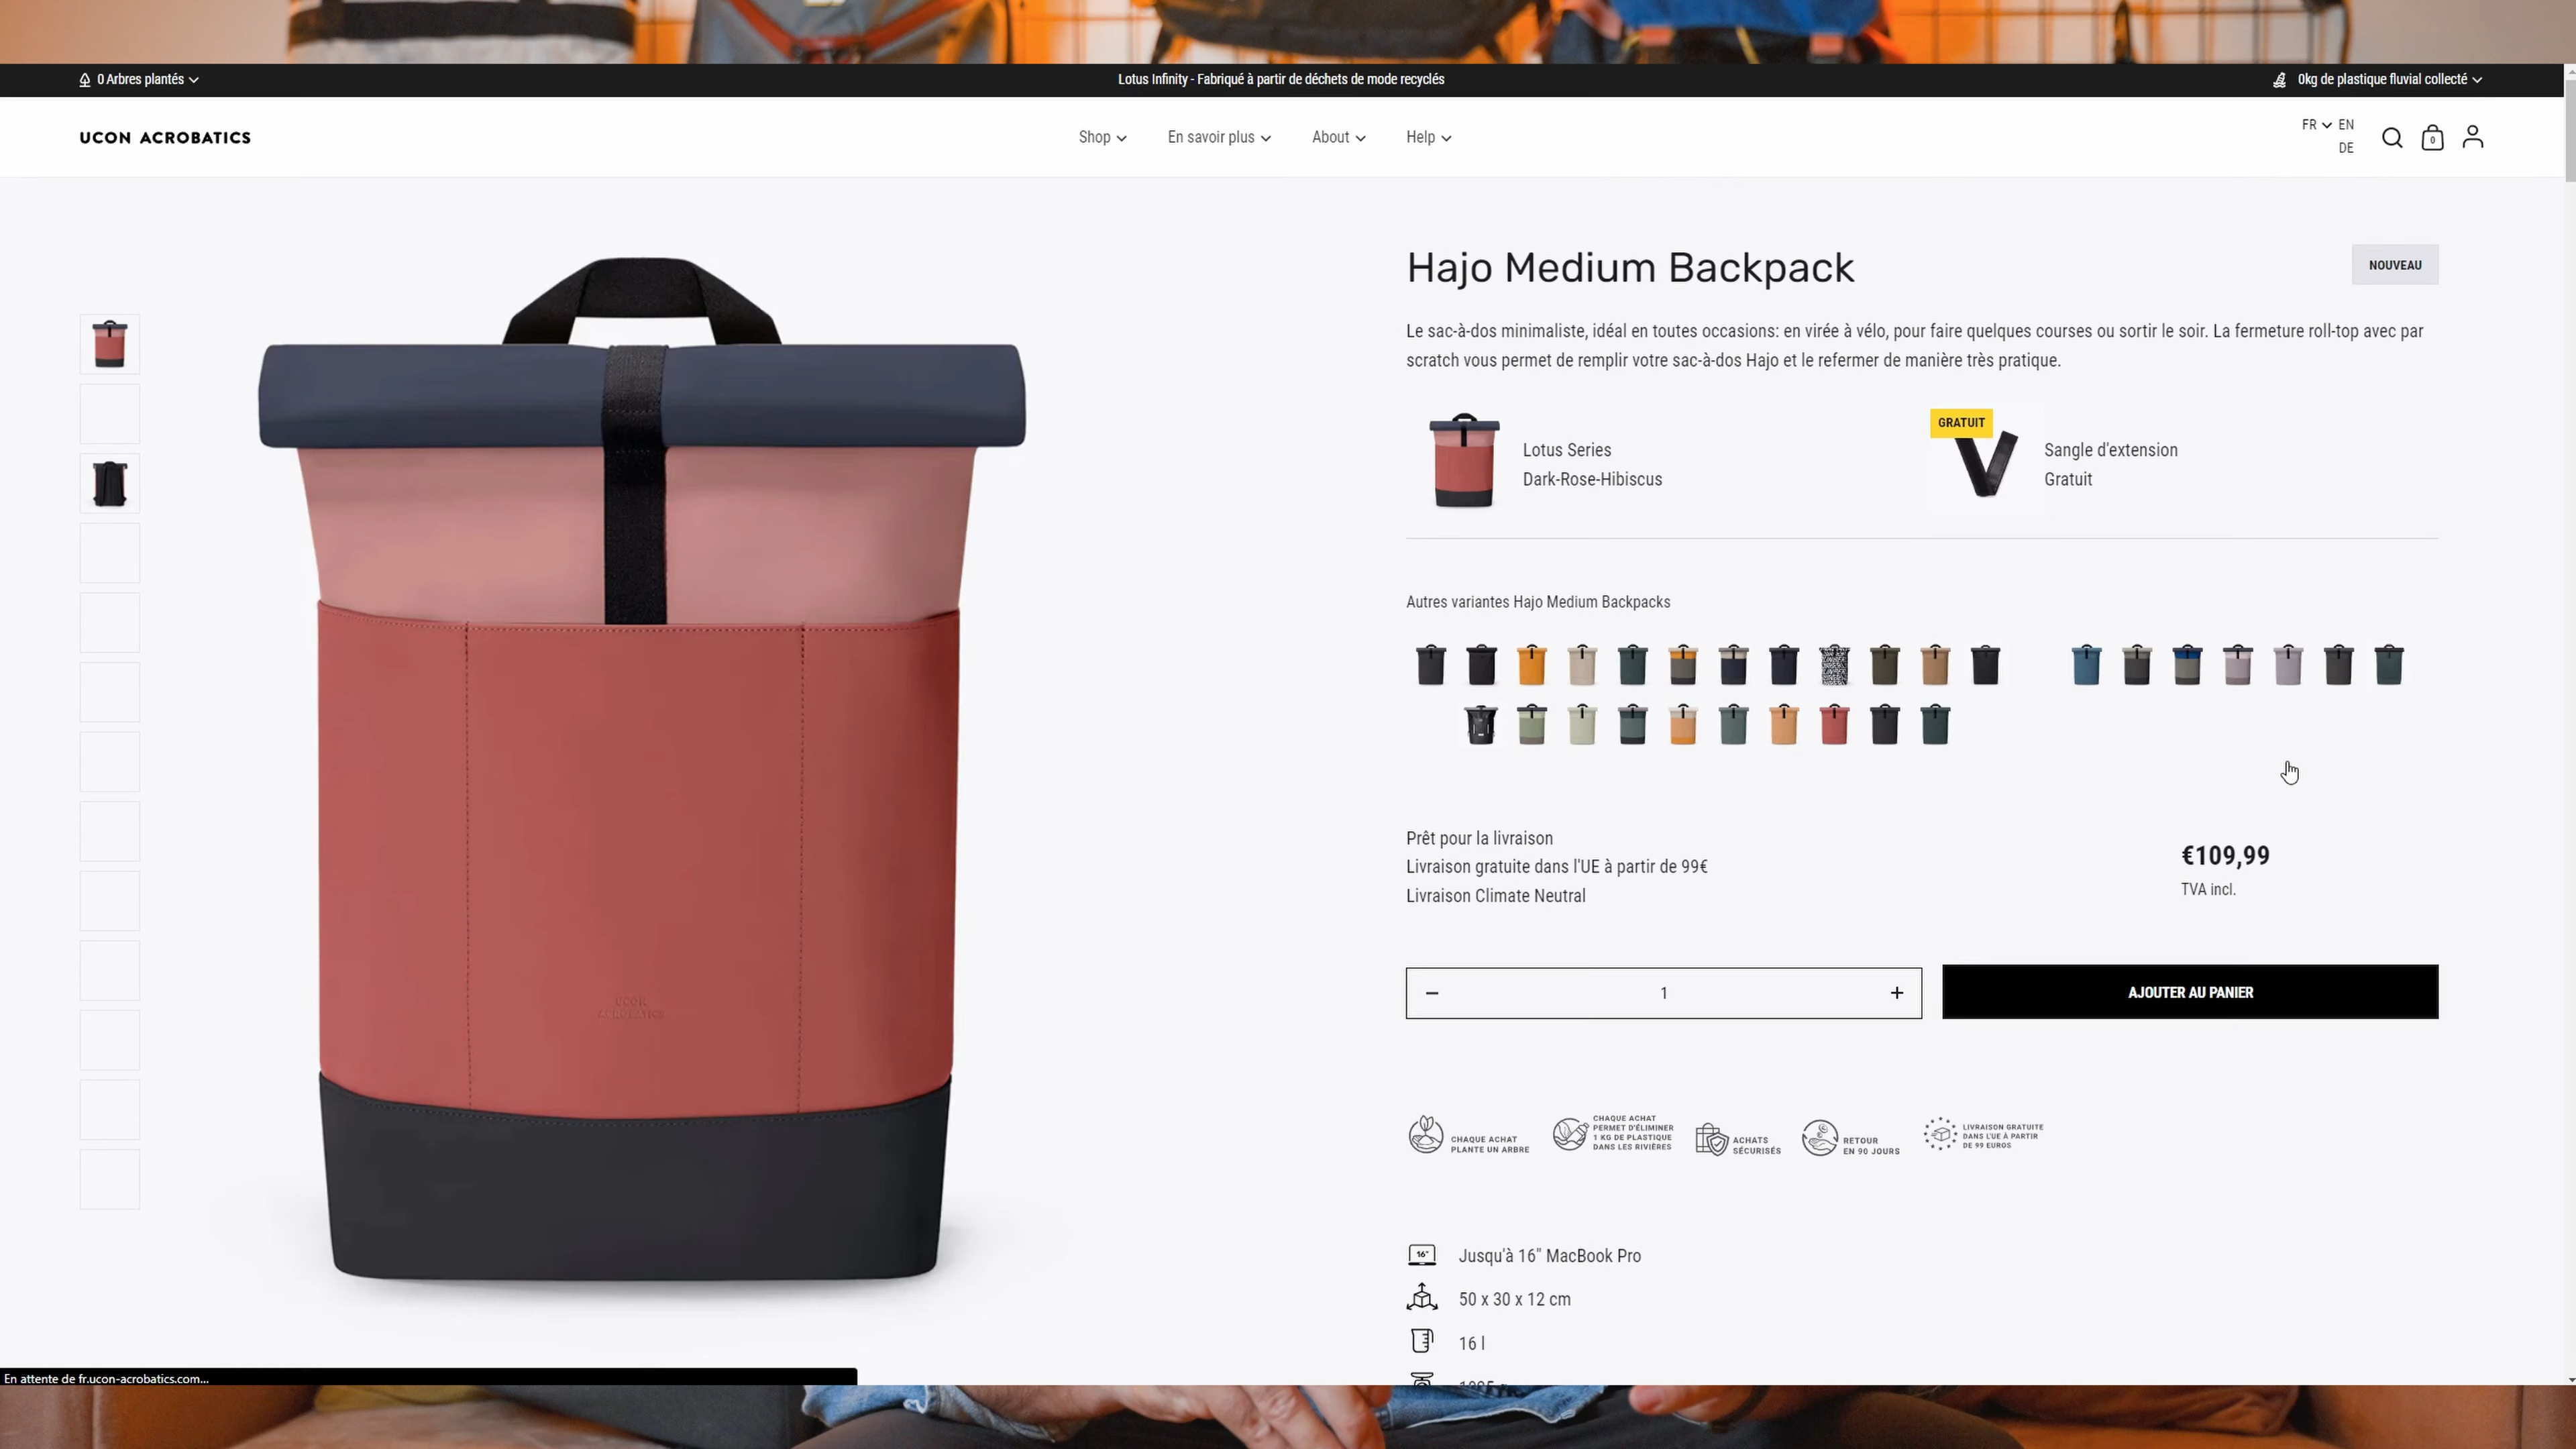 0 Arbres plantés
Lotus Infinity - Fabriqué à partir de déchets de mode recyclés
0kg de plastique fluvial collecté
UCON ACROBATICS
Shop
En savoir plus
About
Help
FR
EN
DE
0
Hajo Medium Backpack
NOUVEAU
Le sac-à-dos minimaliste, idéal en toutes occasions: en virée à vélo, pour faire quelques courses ou sortir le soir. La fermeture roll-top avec par
scratch vous permet de remplir votre sac-à-dos Hajo et le refermer de manière très pratique.
Lotus Series
Dark-Rose-Hibiscus
GRATUIT
Sangle d'extension
Gratuit
Autres variantes Hajo Medium Backpacks
Prêt pour la livraison
Livraison gratuite dans l'UE à partir de 99€
Livraison Climate Neutral
€109,99
TVA incl.
1
AJOUTER AU PANIER
UCON
ACROBATICS
CHAQUE ACHAT
PLANTE UN ARBRE
CHAQUE ACHAT
PERMET D'ÉLIMINER
1 KG DE PLASTIQUE
DANS LES RIVIÈRES
ACHATS
SÉCURISÉS
RETOUR
EN 90 JOURS
LIVRAISON GRATUITE
DANS L'UE À PARTIR
DE 99 EUROS
16"
Jusqu'à 16" MacBook Pro
50 x 30 x 12 cm
16 l
En attente de fr.ucon-acrobatics.com...